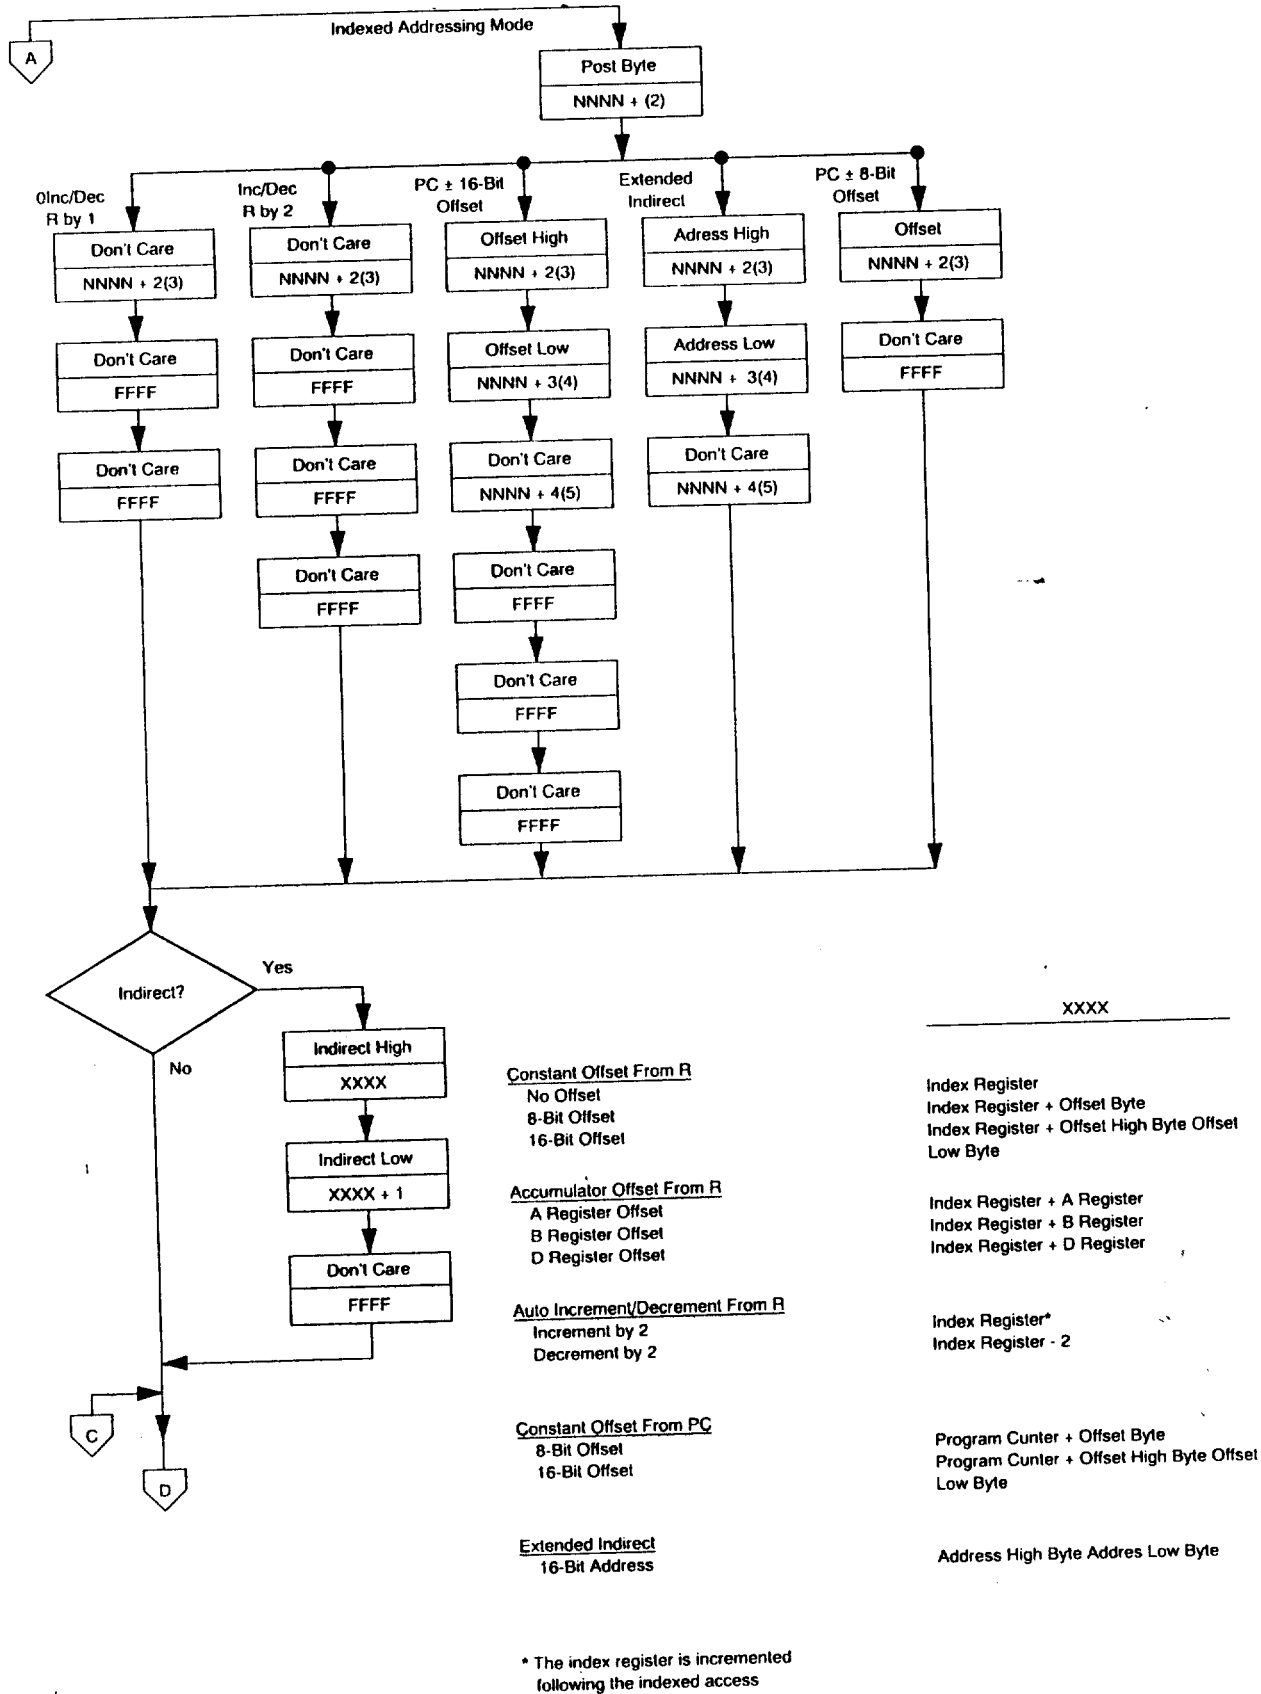 Indexed Addressing Mode
A
Post Byte
NNNN + (2)
0Inc/Dec
R by 1
Don't Care
NNNN + 2(3)
Don't Care
FFFF
Don't Care
FFFF
Inc/Dec
R by 2
Don't Care
NNNN + 2(3)
Don't Care
FFFF
Don't Care
FFFF
Don't Care
FFFF
PC ± 16-Bit
Offset
Offset High
NNNN + 2(3)
Offset Low
NNNN + 3(4)
Don't Care
NNNN + 4(5)
Don't Care
FFFF
Don't Care
FFFF
Don't Care
FFFF
Extended
Indirect
Adress High
NNNN + 2(3)
Address Low
NNNN + 3(4)
Don't Care
NNNN + 4(5)
PC ± 8-Bit
Offset
Offset
NNNN + 2(3)
Don't Care
FFFF
Indirect?
Yes
No
Indirect High
XXXX
Indirect Low
XXXX + 1
Don't Care
FFFF
C
D
XXXX
Constant Offset From R
No Offset
Index Register
8-Bit Offset
Index Register + Offset Byte
16-Bit Offset
Index Register + Offset High Byte Offset
Low Byte
Accumulator Offset From R
A Register Offset
Index Register + A Register
B Register Offset
Index Register + B Register
D Register Offset
Index Register + D Register
Auto Increment/Decrement From R
Increment by 2
Index Register*
Decrement by 2
Index Register - 2
Constant Offset From PC
8-Bit Offset
Program Cunter + Offset Byte
16-Bit Offset
Program Cunter + Offset High Byte Offset
Low Byte
Extended Indirect
16-Bit Address
Address High Byte Addres Low Byte
* The index register is incremented
following the indexed access